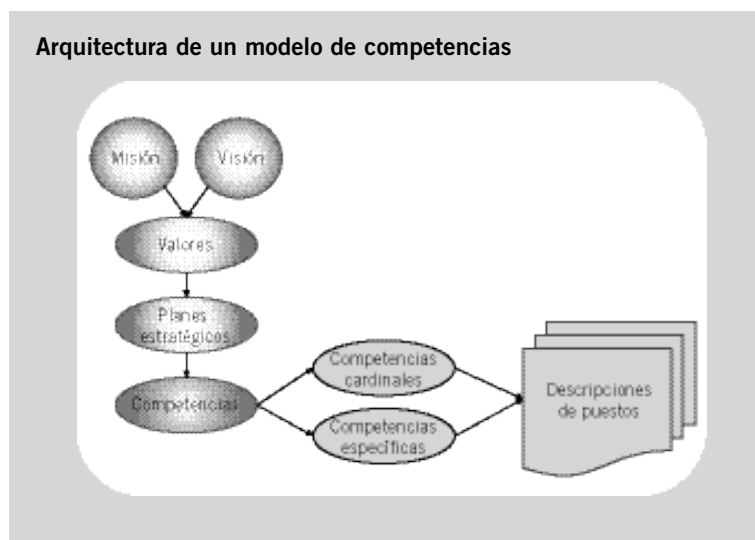 Arquitectura de un modelo de competencias
Misión
Visión
Valores
Planes
estratégicos
Competencias
Competencias
cardinales
Competencias
específicas
Descripciones
de puestos